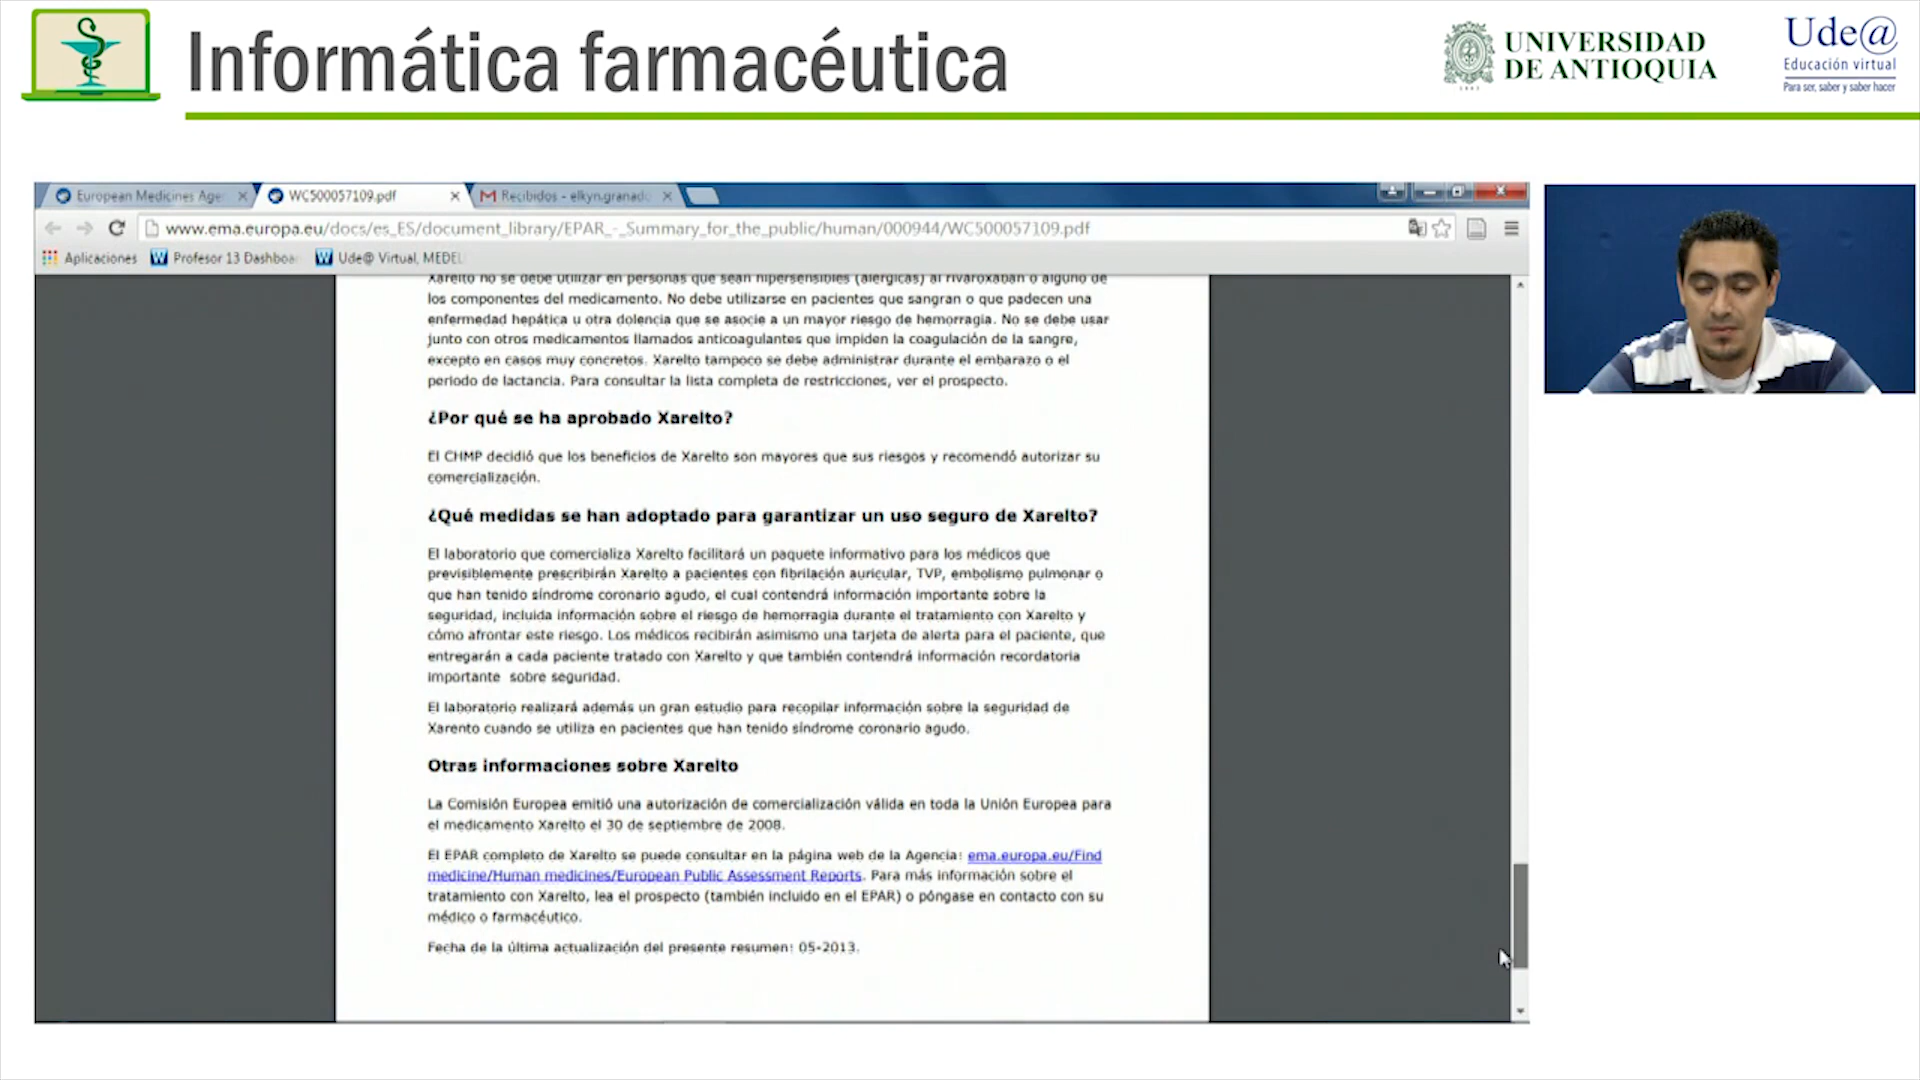 Informática farmacéutica
UNIVERSIDAD
DE ANTIOQUIA
1803
Ude@
Educación virtual
Para ser, saber y saber hacer
European Medicines Age
WC500057109.pdf
Recibidos - elkyn.granado
www.ema.europa.eu/docs/es_ES/document_library/EPAR_-_Summary_for_the_public/human/000944/WC500057109.pdf
Aplicaciones
Profesor 13 Dashboa
Ude@ Virtual, MEDEL
Xarelto no se debe utilizar en personas que sean hipersensibles (alérgicas) al rivaroxaban o alguno de
los componentes del medicamento. No debe utilizarse en pacientes que sangran o que padecen una
enfermedad hepática u otra dolencia que se asocie a un mayor riesgo de hemorragia. No se debe usar
junto con otros medicamentos llamados anticoagulantes que impiden la coagulación de la sangre,
excepto en casos muy concretos. Xarelto tampoco se debe administrar durante el embarazo o el
periodo de lactancia. Para consultar la lista completa de restricciones, ver el prospecto.
¿Por qué se ha aprobado Xarelto?
El CHMP decidió que los beneficios de Xarelto son mayores que sus riesgos y recomendó autorizar su
comercialización.
¿Qué medidas se han adoptado para garantizar un uso seguro de Xarelto?
El laboratorio que comercializa Xarelto facilitará un paquete informativo para los médicos que
previsiblemente prescribirán Xarelto a pacientes con fibrilación auricular, TVP, embolismo pulmonar o
que han tenido síndrome coronario agudo, el cual contendrá información importante sobre la
seguridad, incluida información sobre el riesgo de hemorragia durante el tratamiento con Xarelto y
cómo afrontar este riesgo. Los médicos recibirán asimismo una tarjeta de alerta para el paciente, que
entregarán a cada paciente tratado con Xarelto y que también contendrá información recordatoria
importante sobre seguridad.
El laboratorio realizará además un gran estudio para recopilar información sobre la seguridad de
Xarento cuando se utiliza en pacientes que han tenido síndrome coronario agudo.
Otras informaciones sobre Xarelto
La Comisión Europea emitió una autorización de comercialización válida en toda la Unión Europea para
el medicamento Xarelto el 30 de septiembre de 2008.
El EPAR completo de Xarelto se puede consultar en la página web de la Agencia: ema.europa.eu/Find
medicine/Human medicines/European Public Assessment Reports. Para más información sobre el
tratamiento con Xarelto, lea el prospecto (también incluido en el EPAR) o póngase en contacto con su
médico o farmacéutico.
Fecha de la última actualización del presente resumen: 05-2013.